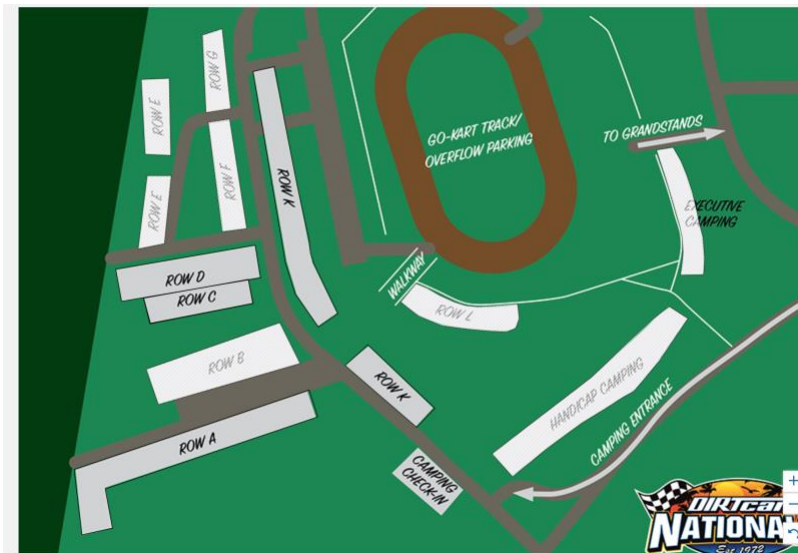 ROW G
ROW E
ROW E
ROW F
ROW K
GO-KART TRACK/
OVERFLOW PARKING
TO GRANDSTANDS
EXECUTIVE
CAMPING
WALKWAY
ROW L
ROW D
ROW C
ROW B
ROW K
ROW A
HANDICAP CAMPING
CAMPING ENTRANCE
CAMPING
CHECK-IN
DIRTcar
NATIONA
Est. 1972